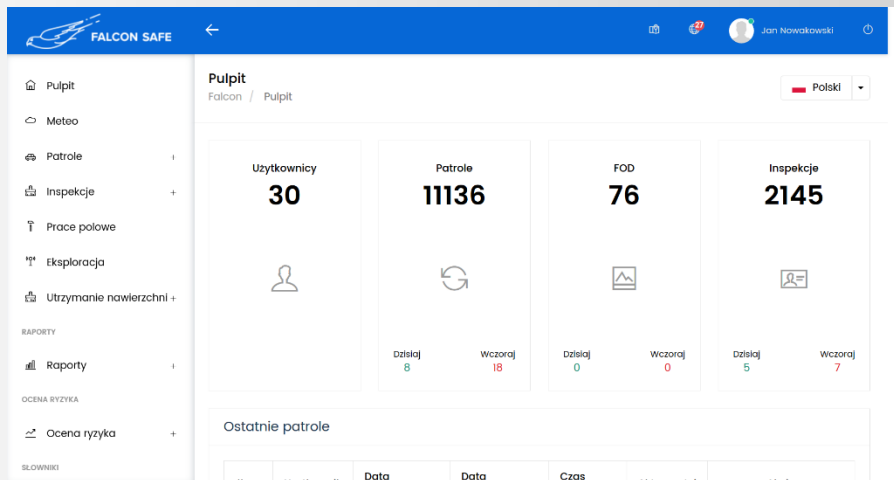 FALCON SAFE
27
Jan Nowakowski
Pulpit
Meteo
Patrole +
Inspekcje +
Prace polowe
Eksploracja
Utrzymanie nawierzchni +
RAPORTY
Raporty +
OCENA RYZYKA
Ocena ryzyka +
SŁOWNIKI
Pulpit
Falcon / Pulpit
Polski
Użytkownicy
30
Patrole
11136
Dzisiaj Wczoraj
8 18
FOD
76
Dzisiaj Wczoraj
0 0
Inspekcje
2145
Dzisiaj Wczoraj
5 7
Ostatnie patrole
Data Data Czas